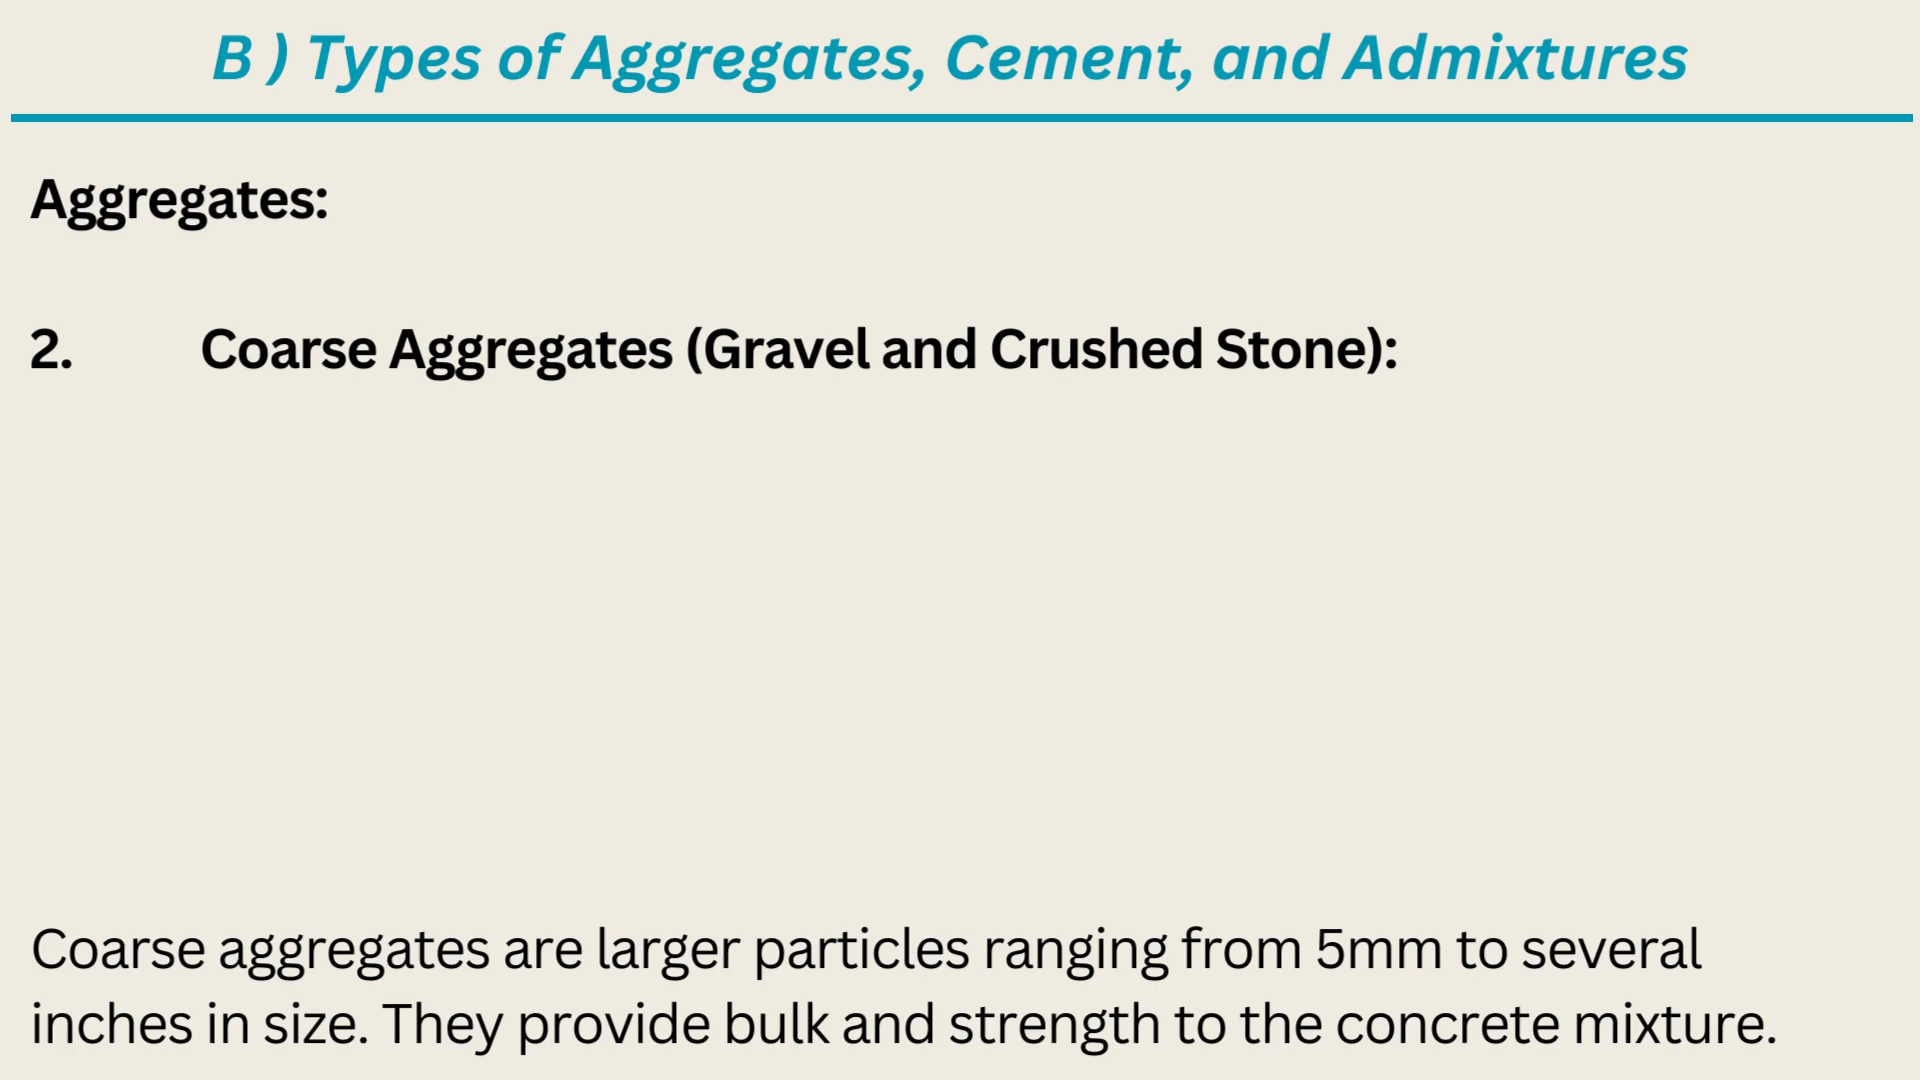 B ) Types of Aggregates, Cement, and Admixtures
Aggregates:
2. Coarse Aggregates (Gravel and Crushed Stone):
Coarse aggregates are larger particles ranging from 5mm to several
inches in size. They provide bulk and strength to the concrete mixture.